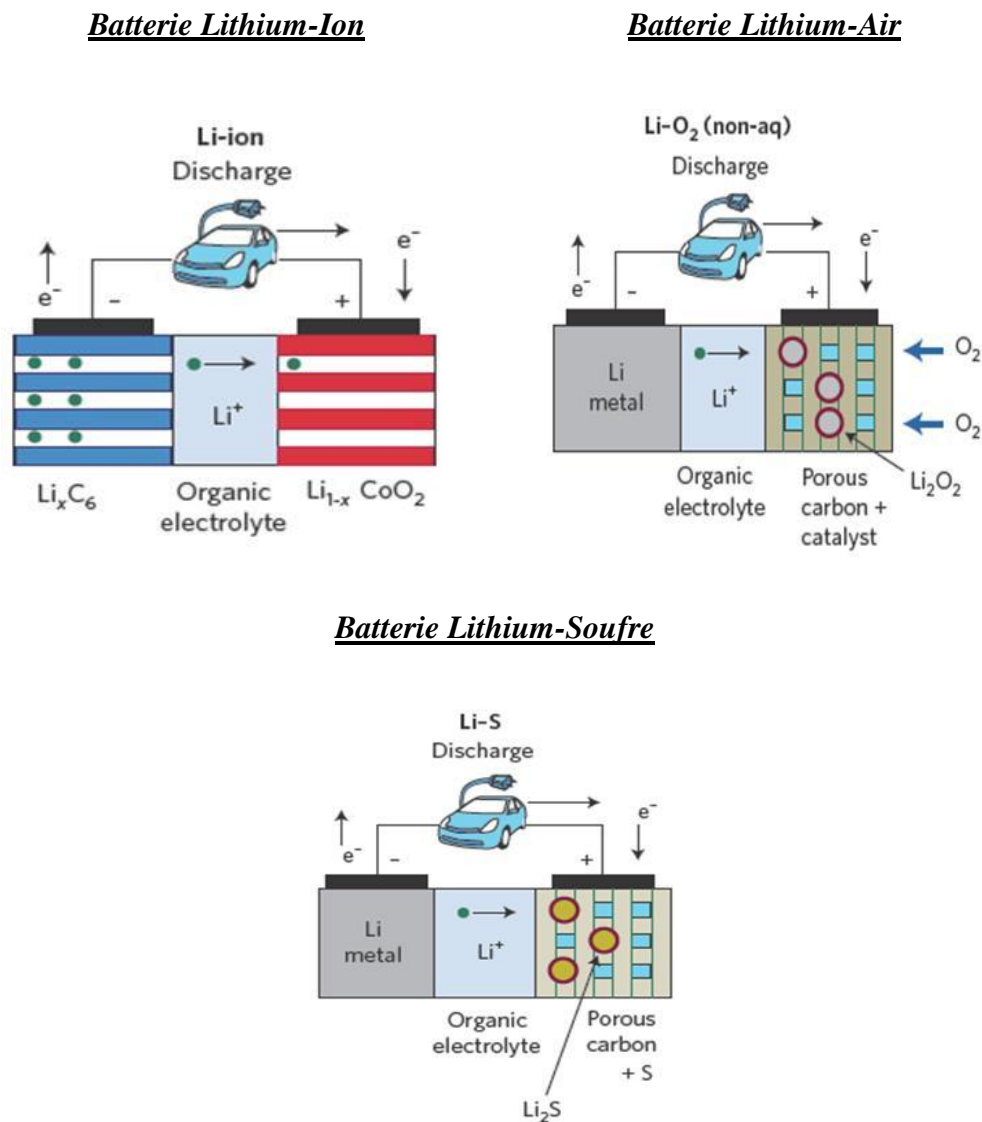 Batterie Lithium-Ion
Batterie Lithium-Air
Li-ion
Discharge
e⁻
−
+
e⁻
Li⁺
LiₓC₆
Organic
electrolyte
Li₁₋ₓ CoO₂
Li–O₂ (non-aq)
Discharge
e⁻
−
+
e⁻
Li
metal
Li⁺
O₂
O₂
Organic
electrolyte
Porous
carbon +
catalyst
Li₂O₂
Batterie Lithium-Soufre
Li–S
Discharge
e⁻
−
+
e⁻
Li
metal
Li⁺
Organic
electrolyte
Porous
carbon
+ S
Li₂S